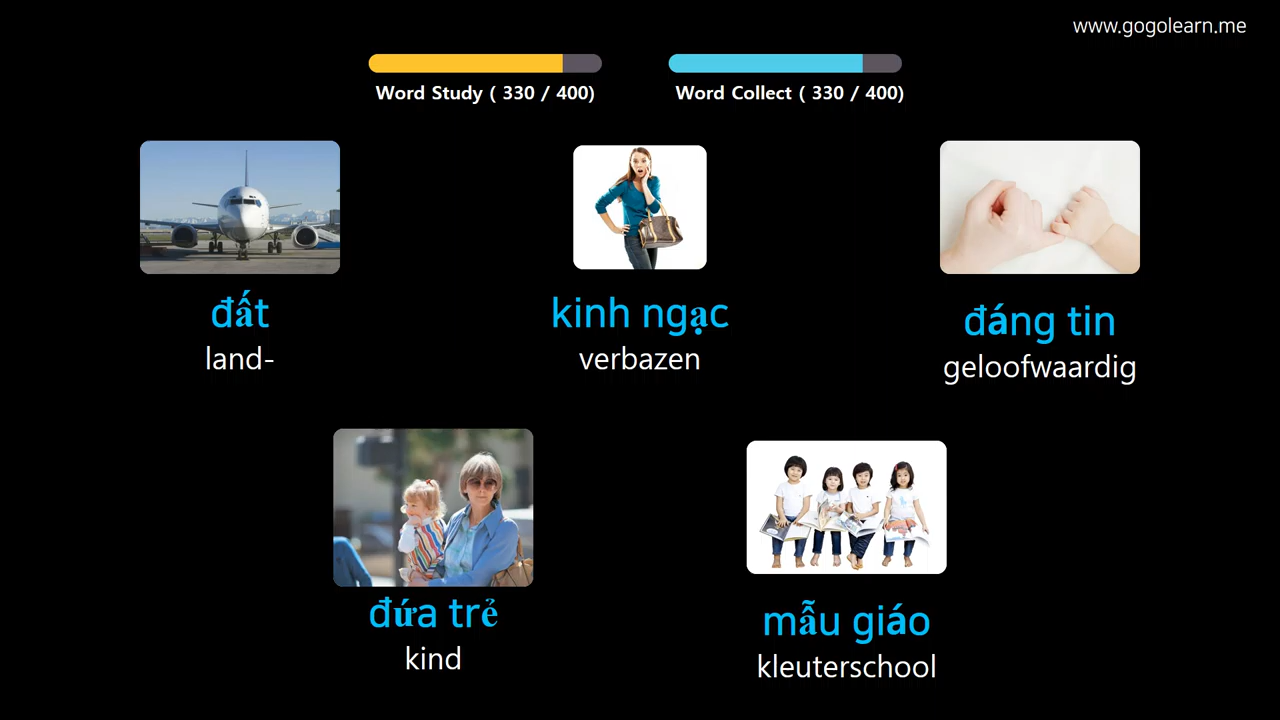 www.gogolearn.me
Word Study ( 330 / 400)
Word Collect ( 330 / 400)
đất
land-
kinh ngạc
verbazen
đáng tin
geloofwaardig
đứa trẻ
kind
mẫu giáo
kleuterschool